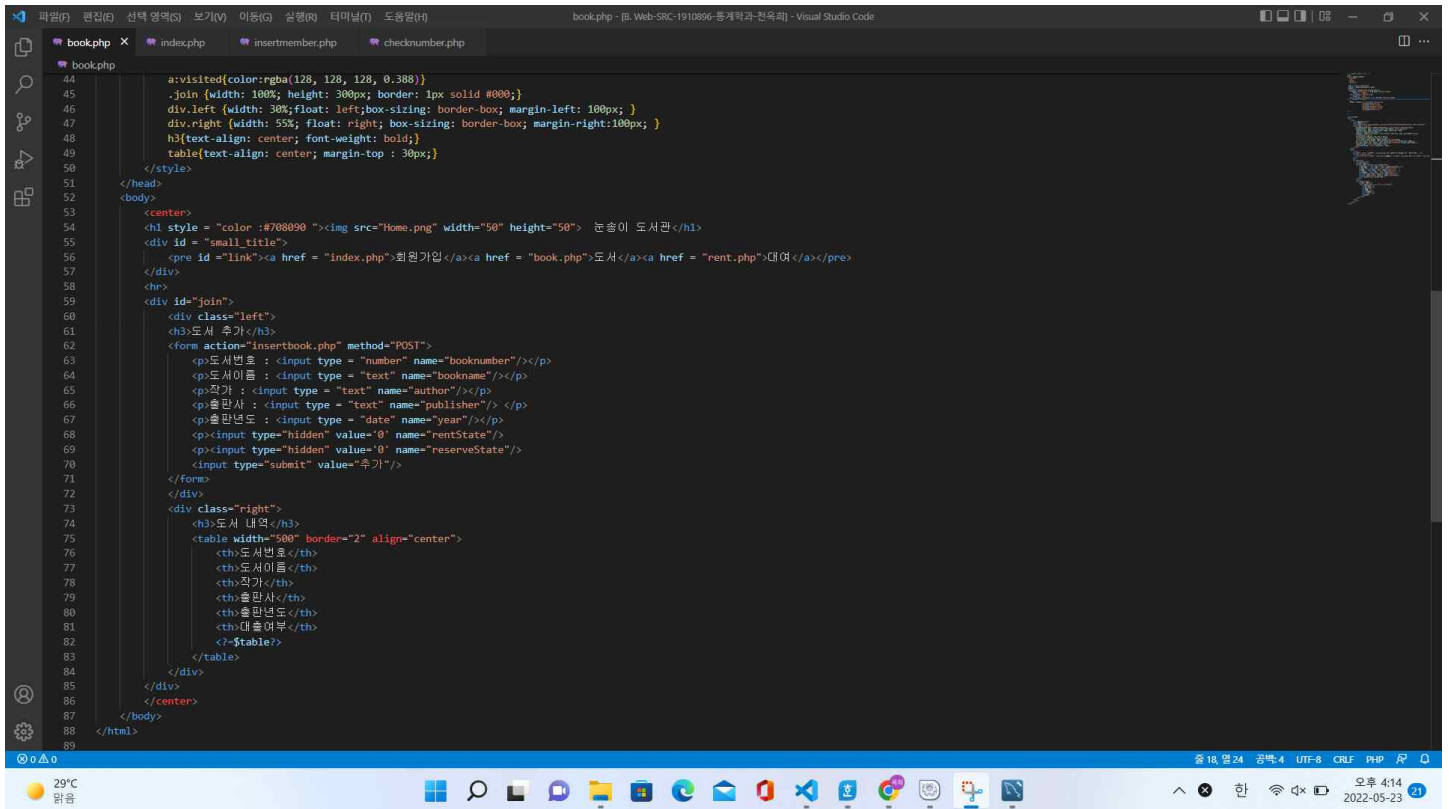 파일(F) 편집(E) 선택 영역(S) 보기(V) 이동(G) 실행(R) 터미널(T) 도움말(H) book.php - [B. Web-SRC-1910896-통계학과-전옥희] - Visual Studio Code
book.php index.php insertmember.php checknumber.php
book.php
44 a:visited{color:rgba(128, 128, 128, 0.388)}
45 .join {width: 100%; height: 300px; border: 1px solid #000;}
46 div.left {width: 30%;float: left;box-sizing: border-box; margin-left: 100px; }
47 div.right {width: 55%; float: right; box-sizing: border-box; margin-right:100px; }
48 h3{text-align: center; font-weight: bold;}
49 table{text-align: center; margin-top : 30px;}
50 </style>
51 </head>
52 <body>
53 <center>
54 <h1 style = "color :#708090 "><img src="Home.png" width="50" height="50"> 눈송이 도서관</h1>
55 <div id = "small_title">
56 <pre id ="link"><a href = "index.php">회원가입</a><a href = "book.php">도서</a><a href = "rent.php">대여</a></pre>
57 </div>
58 <hr>
59 <div id="join">
60 <div class="left">
61 <h3>도서 추가</h3>
62 <form action="insertbook.php" method="POST">
63 <p>도서번호 : <input type = "number" name="booknumber"/></p>
64 <p>도서이름 : <input type = "text" name="bookname"/></p>
65 <p>작가 : <input type = "text" name="author"/></p>
66 <p>출판사 : <input type = "text" name="publisher"/> </p>
67 <p>출판년도 : <input type = "date" name="year"/></p>
68 <p><input type="hidden" value='0' name="rentState"/>
69 <p><input type="hidden" value='0' name="reserveState"/>
70 <input type="submit" value="추가"/>
71 </form>
72 </div>
73 <div class="right">
74 <h3>도서 내역</h3>
75 <table width="500" border="2" align="center">
76 <th>도서번호</th>
77 <th>도서이름</th>
78 <th>작가</th>
79 <th>출판사</th>
80 <th>출판년도</th>
81 <th>대출여부</th>
82 <?=$table?>
83 </table>
84 </div>
85 </div>
86 </center>
87 </body>
88 </html>
89
0 0 줄 18, 열 24 공백: 4 UTF-8 CRLF PHP
29°C
맑음
한 오후 4:14
2022-05-23 21